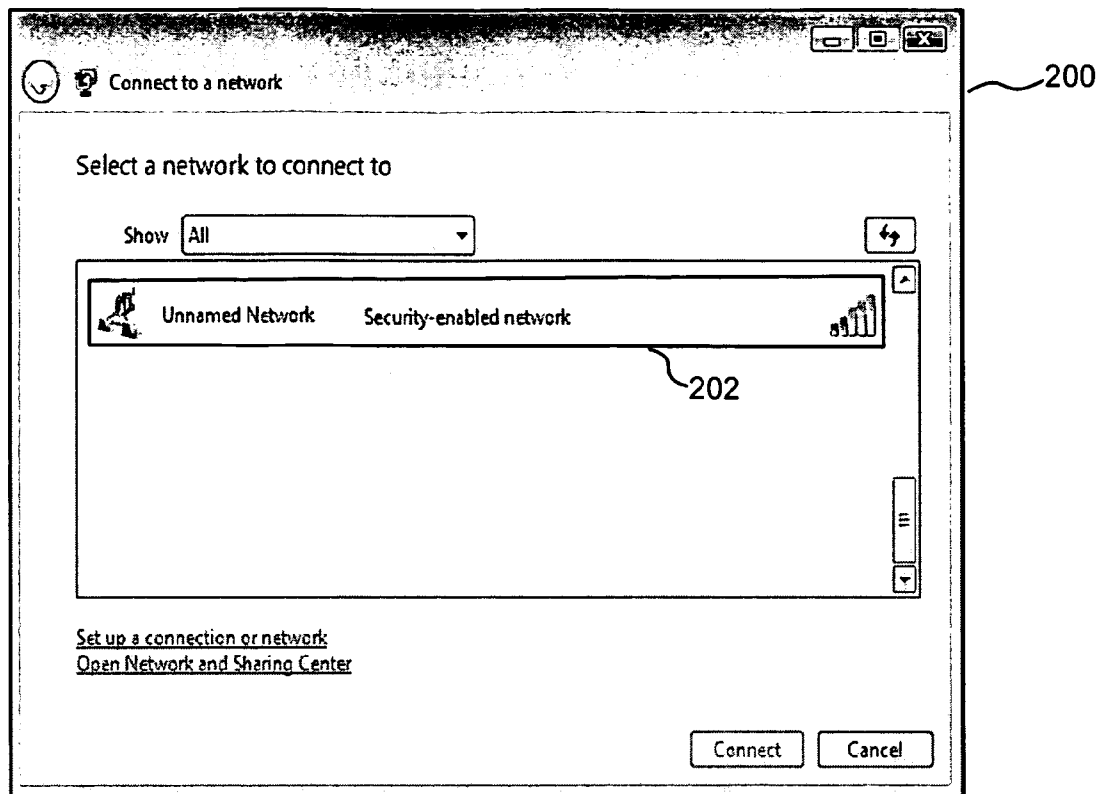 Connect to a network
200
Select a network to connect to
Show All
Unnamed Network Security-enabled network
202
Set up a connection or network
Open Network and Sharing Center
Connect Cancel